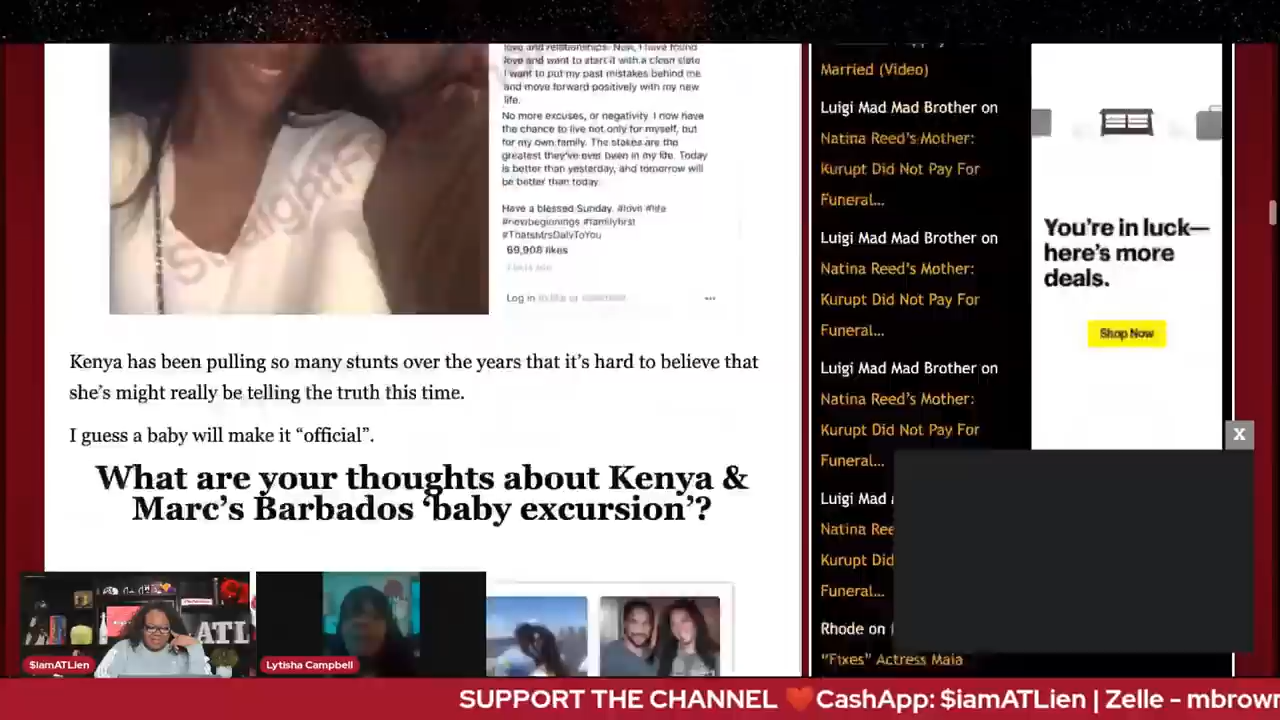 love and relationships. Now, I have found
love and want to start it with a clean slate
I want to put my past mistakes behind me
and move forward positively with my new
life.
No more excuses, or negativity. I now have
the chance to live not only for myself, but
for my own family. The stakes are the
greatest they've ever been in my life. Today
is better than yesterday, and tomorrow will
be better than today.
Have a blessed Sunday. #love #life
#newbeginnings #familyfirst
#ThatsMrsDalyToYou
69,908 likes
Log in to like or comment.
Kenya has been pulling so many stunts over the years that it's hard to believe that
she's might really be telling the truth this time.
I guess a baby will make it “official”.
What are your thoughts about Kenya &
Marc's Barbados ‘baby excursion’?
Married (Video)
Luigi Mad Mad Brother on
Natina Reed's Mother:
Kurupt Did Not Pay For
Funeral...
Luigi Mad Mad Brother on
Natina Reed's Mother:
Kurupt Did Not Pay For
Funeral...
Luigi Mad Mad Brother on
Natina Reed's Mother:
Kurupt Did Not Pay For
Funeral...
Luigi Mad
Natina Ree
Kurupt Did
Funeral...
Rhode on
“Fixes” Actress Maia
You're in luck—
here's more
deals.
Shop Now
X
ATL
$iamATLien
Lytisha Campbell
SUPPORT THE CHANNEL ❤️CashApp: $iamATLien | Zelle - mbrown